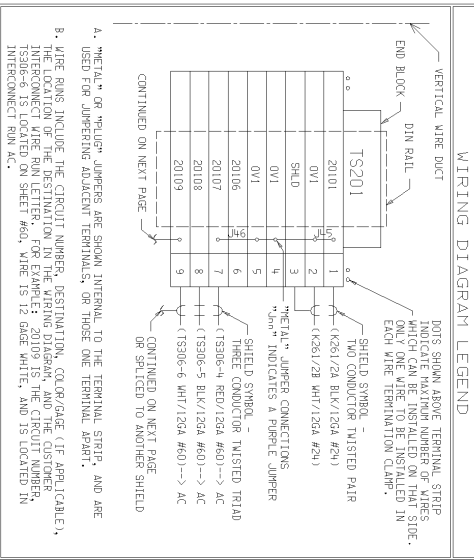 WIRING DIAGRAM LEGEND
VERTICAL WIRE DUCT
DIN RAIL
END BLOCK
DOTS SHOWN ABOVE TERMINAL STRIP
INDICATE MAXIMUM NUMBER OF WIRES
WHICH CAN BE INSTALLED ON THAT SIDE.
ONLY ONE WIRE TO BE INSTALLED IN
EACH WIRE TERMINATION CLAMP.
TS201
20101 1
0V1 2
SHLD 3
0V1 4
0V1 5
20106 6
20107 7
20108 8
20109 9
J45
J46
SHIELD SYMBOL
TWO CONDUCTOR TWISTED PAIR
(K261/2A BLK/12GA #24)
(K261/2B WHT/12GA #24)
"METAL" JUMPER CONNECTIONS
"Jnn" INDICATES A PURPLE JUMPER
SHIELD SYMBOL -
THREE CONDUCTOR TWISTED TRIAD
(TS306-4 RED/12GA #60)--> AC
(TS306-5 BLK/12GA #60)--> AC
(TS306-6 WHT/12GA #60)--> AC
CONTINUED ON NEXT PAGE
CONTINUED ON NEXT PAGE
OR SPLICED TO ANOTHER SHIELD
A. "METAL" OR "PLUG" JUMPERS ARE SHOWN INTERNAL TO THE TERMINAL STRIP, AND ARE
USED FOR JUMPERING ADJACENT TERMINALS, OR THOSE ONE TERMINAL APART.
B. WIRE RUNS INCLUDE THE CIRCUIT NUMBER, DESTINATION, COLOR/GAGE (IF APPLICABLE),
THE LOCATION OF THE DESTINATION IN THE WIRING DIAGRAM, AND THE CUSTOMER
INTERCONNECT WIRE RUN LETTER. FOR EXAMPLE: 20109 IS THE CIRCUIT NUMBER,
TS306-6 IS LOCATED ON SHEET #60, WIRE IS 12 GAGE WHITE, AND IS LOCATED IN
INTERCONNECT RUN AC.